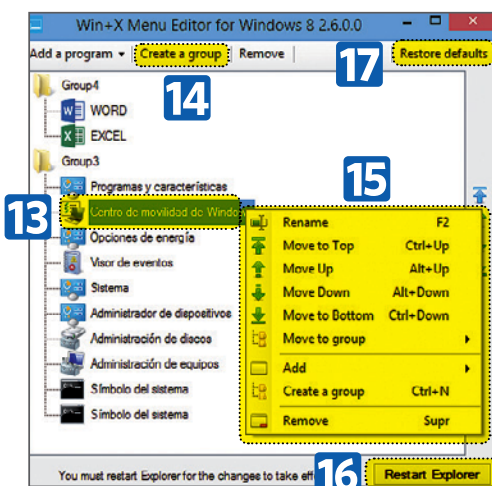 Win+X Menu Editor for Windows 8 2.6.0.0
Add a program Create a group Remove 17 Restore defaults
Group4
14
WORD
EXCEL
Group3
Programas y características
15
13 Centro de movilidad de
Opciones de energía
Visor de eventos
Sistema
Administrador de dispositivos
Administración de discos
Administración de equipos
Símbolo del sistema
Símbolo del sistema
Rename F2
Move to Top Ctrl+Up
Move Up Alt+Up
Move Down Alt+Down
Move to Bottom Ctrl+Down
Move to group
Add
Create a group Ctrl+N
Remove Supr
You must restart Explorer for the changes to take 16 Restart Explorer